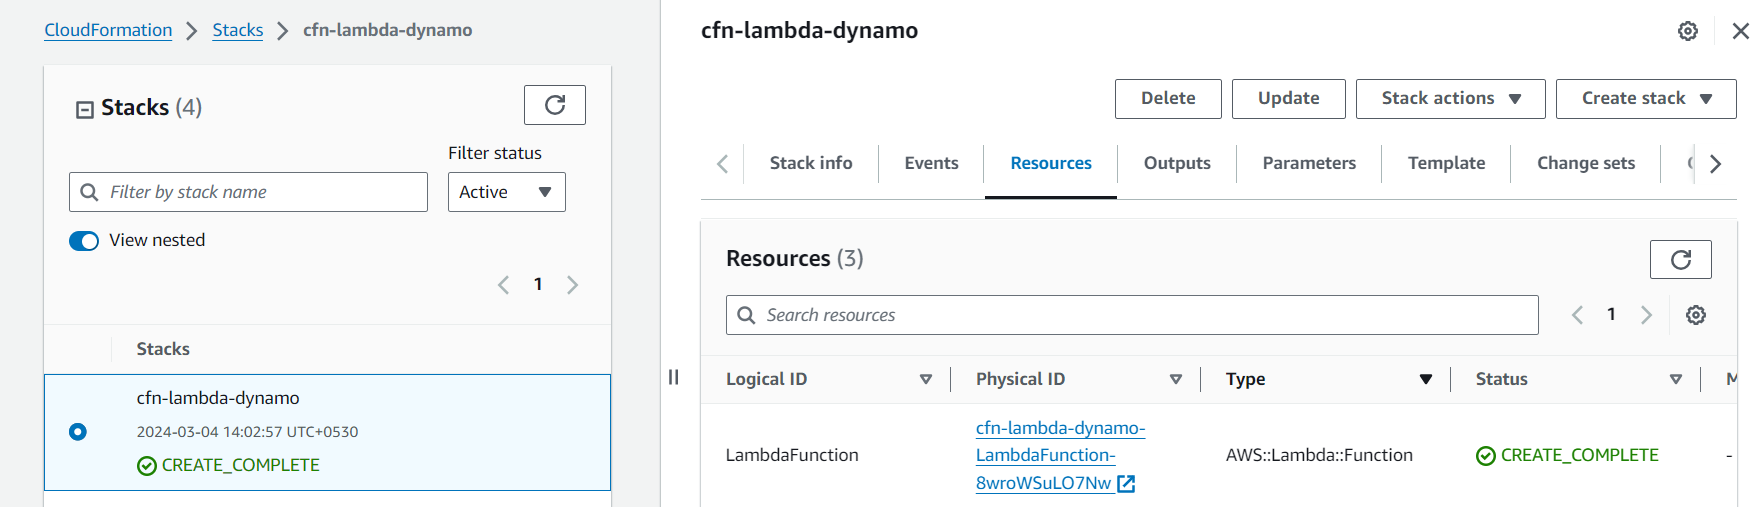 CloudFormation > Stacks > cfn-lambda-dynamo
Stacks (4)
Filter status
Filter by stack name
Active
View nested
1
Stacks
cfn-lambda-dynamo
2024-03-04 14:02:57 UTC+0530
CREATE_COMPLETE
cfn-lambda-dynamo
Delete Update Stack actions Create stack
Stack info Events Resources Outputs Parameters Template Change sets
Resources (3)
Search resources
1
Logical ID Physical ID Type Status
LambdaFunction
cfn-lambda-dynamo-
LambdaFunction-
8wroWSuLO7Nw
AWS::Lambda::Function
CREATE_COMPLETE
-